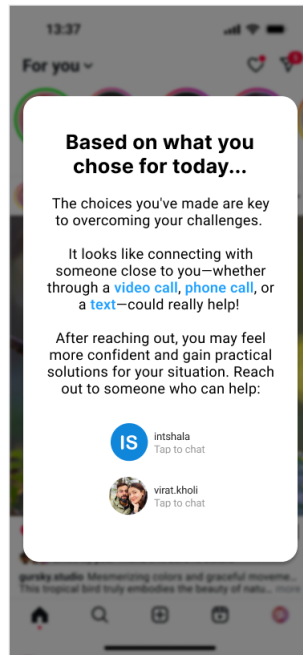 13:37
For you
Based on what you
chose for today...
The choices you've made are key
to overcoming your challenges.
It looks like connecting with
someone close to you—whether
through a video call, phone call, or
a text—could really help!
After reaching out, you may feel
more confident and gain practical
solutions for your situation. Reach
out to someone who can help:
IS
intshala
Tap to chat
virat.kholi
Tap to chat
gursky.studio Mesmerizing colors and graceful moveme...
This tropical bird truly embodies the beauty of natu... more